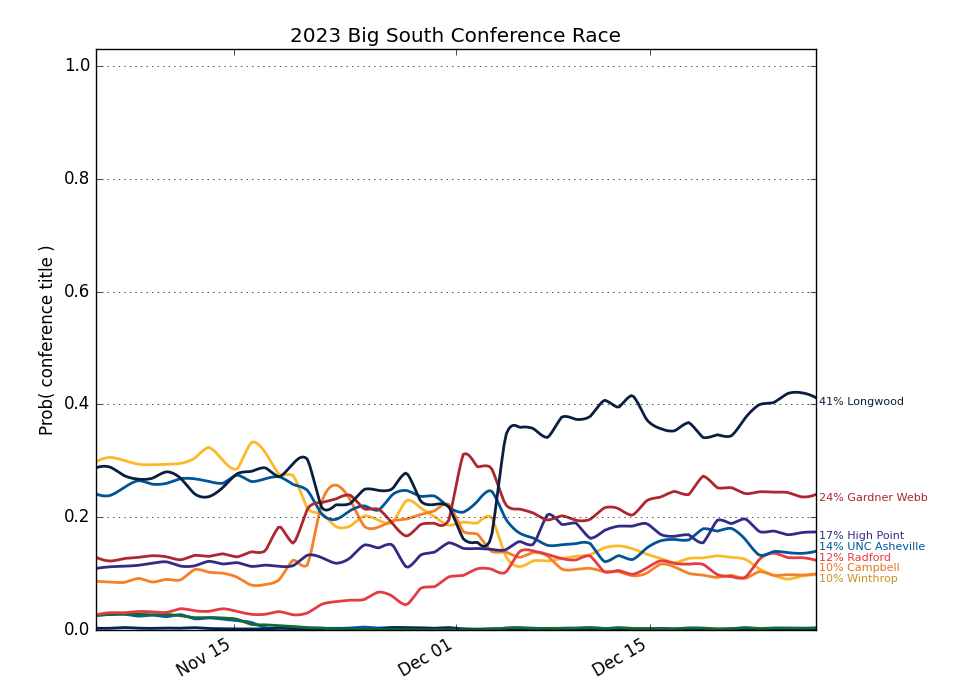 2023 Big South Conference Race
Prob( conference title )
1.0
0.8
0.6
0.4
0.2
0.0
Nov 15
Dec 01
Dec 15
41% Longwood
24% Gardner Webb
17% High Point
14% UNC Asheville
12% Radford
10% Campbell
10% Winthrop